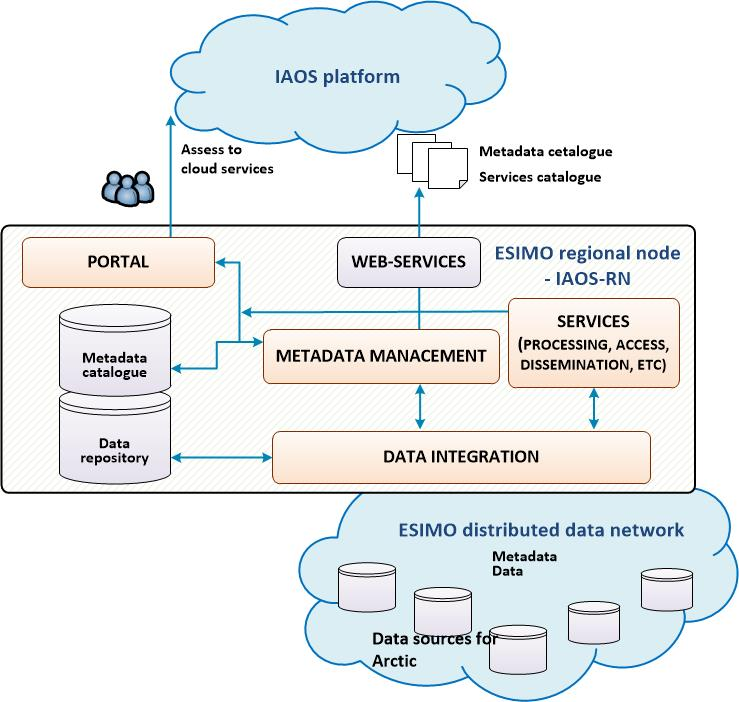 IAOS platform
Assess to
cloud services
Metadata cetalogue
Services catalogue
PORTAL
WEB-SERVICES
ESIMO regional node
- IAOS-RN
SERVICES
(PROCESSING, ACCESS,
DISSEMINATION, ETC)
Metadata
catalogue
METADATA MANACEMENT
Data
repository
DATA INTEGRATION
ESIMO distributed data network
Metadata
Data
Data sources for
Arctic